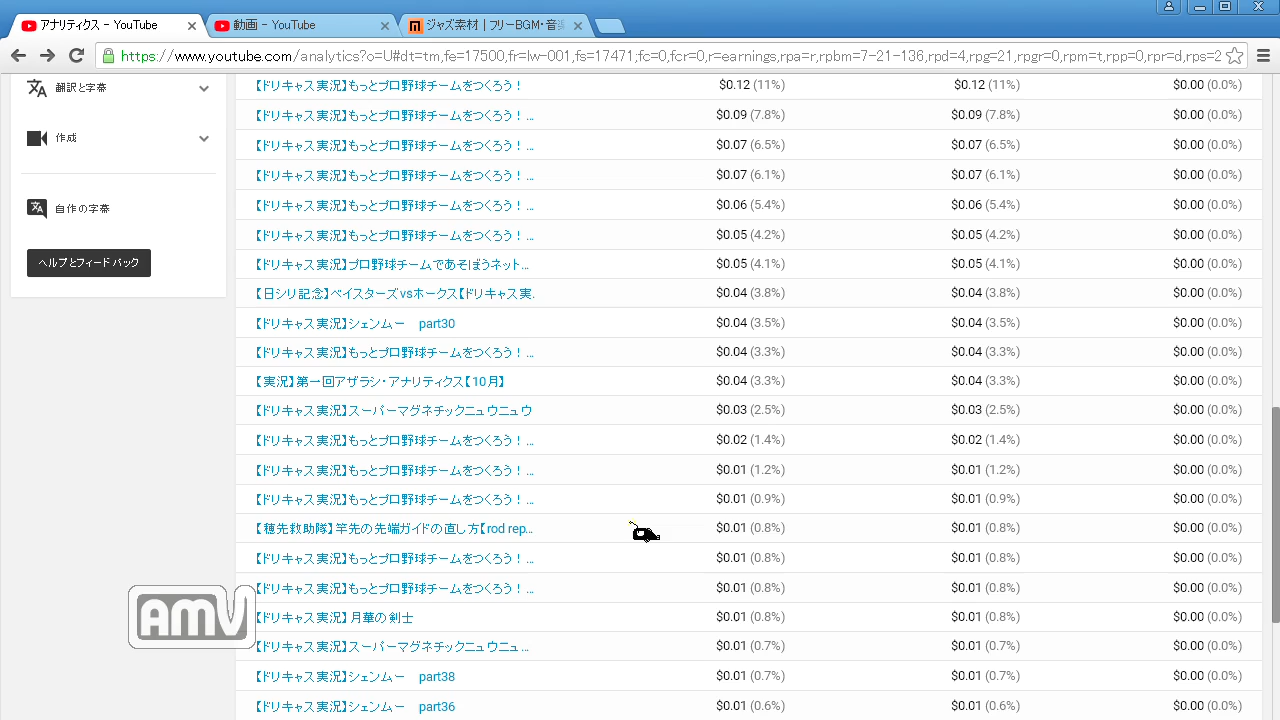 アナリティクス - YouTube
動画 - YouTube
ジャズ素材 | フリーBGM・音
https://www.youtube.com/analytics?o=U#dt=tm,fe=17500,fr=lw-001,fs=17471,fc=0,fcr=0,r=earnings,rpa=r,rpbm=7-21-136,rpd=4,rpg=21,rpgr=0,rpm=t,rpp=0,rpr=d,rps=2
翻訳と字幕
作成
自作の字幕
ヘルプとフィードバック
【ドリキャス実況】もっとプロ野球チームをつくろう！ $0.12 (11%) $0.12 (11%) $0.00 (0.0%)
【ドリキャス実況】もっとプロ野球チームをつくろう！... $0.09 (7.8%) $0.09 (7.8%) $0.00 (0.0%)
【ドリキャス実況】もっとプロ野球チームをつくろう！... $0.07 (6.5%) $0.07 (6.5%) $0.00 (0.0%)
【ドリキャス実況】もっとプロ野球チームをつくろう！... $0.07 (6.1%) $0.07 (6.1%) $0.00 (0.0%)
【ドリキャス実況】もっとプロ野球チームをつくろう！... $0.06 (5.4%) $0.06 (5.4%) $0.00 (0.0%)
【ドリキャス実況】もっとプロ野球チームをつくろう！... $0.05 (4.2%) $0.05 (4.2%) $0.00 (0.0%)
【ドリキャス実況】プロ野球チームであそぼうネット... $0.05 (4.1%) $0.05 (4.1%) $0.00 (0.0%)
【日シリ記念】ベイスターズvsホークス【ドリキャス実. $0.04 (3.8%) $0.04 (3.8%) $0.00 (0.0%)
【ドリキャス実況】シェンムー　part30 $0.04 (3.5%) $0.04 (3.5%) $0.00 (0.0%)
【ドリキャス実況】もっとプロ野球チームをつくろう！... $0.04 (3.3%) $0.04 (3.3%) $0.00 (0.0%)
【実況】第一回アザラシ・アナリティクス【10月】 $0.04 (3.3%) $0.04 (3.3%) $0.00 (0.0%)
【ドリキャス実況】スーパーマグネチックニュウニュウ $0.03 (2.5%) $0.03 (2.5%) $0.00 (0.0%)
【ドリキャス実況】もっとプロ野球チームをつくろう！... $0.02 (1.4%) $0.02 (1.4%) $0.00 (0.0%)
【ドリキャス実況】もっとプロ野球チームをつくろう！... $0.01 (1.2%) $0.01 (1.2%) $0.00 (0.0%)
【ドリキャス実況】もっとプロ野球チームをつくろう！... $0.01 (0.9%) $0.01 (0.9%) $0.00 (0.0%)
【穂先救助隊】竿先の先端ガイドの直し方【rod rep... $0.01 (0.8%) $0.01 (0.8%) $0.00 (0.0%)
【ドリキャス実況】もっとプロ野球チームをつくろう！... $0.01 (0.8%) $0.01 (0.8%) $0.00 (0.0%)
【ドリキャス実況】もっとプロ野球チームをつくろう！... $0.01 (0.8%) $0.01 (0.8%) $0.00 (0.0%)
【ドリキャス実況】月華の剣士 $0.01 (0.8%) $0.01 (0.8%) $0.00 (0.0%)
【ドリキャス実況】スーパーマグネチックニュウニュ... $0.01 (0.7%) $0.01 (0.7%) $0.00 (0.0%)
【ドリキャス実況】シェンムー　part38 $0.01 (0.7%) $0.01 (0.7%) $0.00 (0.0%)
【ドリキャス実況】シェンムー　part36 $0.01 (0.6%) $0.01 (0.6%) $0.00 (0.0%)
AMV